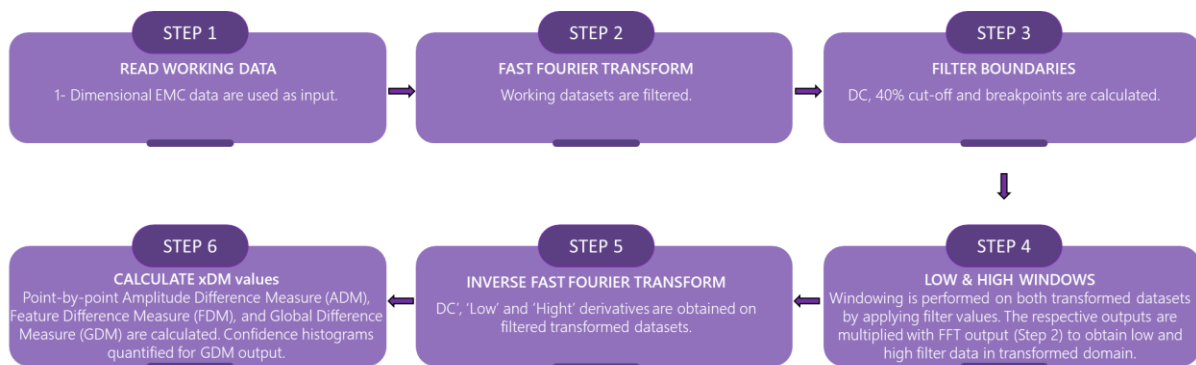 STEP 1
READ WORKING DATA
1- Dimensional EMC data are used as input.
STEP 2
FAST FOURIER TRANSFORM
Working datasets are filtered.
STEP 3
FILTER BOUNDARIES
DC, 40% cut-off and breakpoints are calculated.
STEP 4
LOW & HIGH WINDOWS
Windowing is performed on both transformed datasets
by applying filter values. The respective outputs are
multiplied with FFT output (Step 2) to obtain low and
high filter data in transformed domain.
STEP 5
INVERSE FAST FOURIER TRANSFORM
DC’, ‘Low’ and ‘Hight’ derivatives are obtained on
filtered transformed datasets.
STEP 6
CALCULATE xDM values
Point-by-point Amplitude Difference Measure (ADM),
Feature Difference Measure (FDM), and Global Difference
Measure (GDM) are calculated. Confidence histograms
quantified for GDM output.